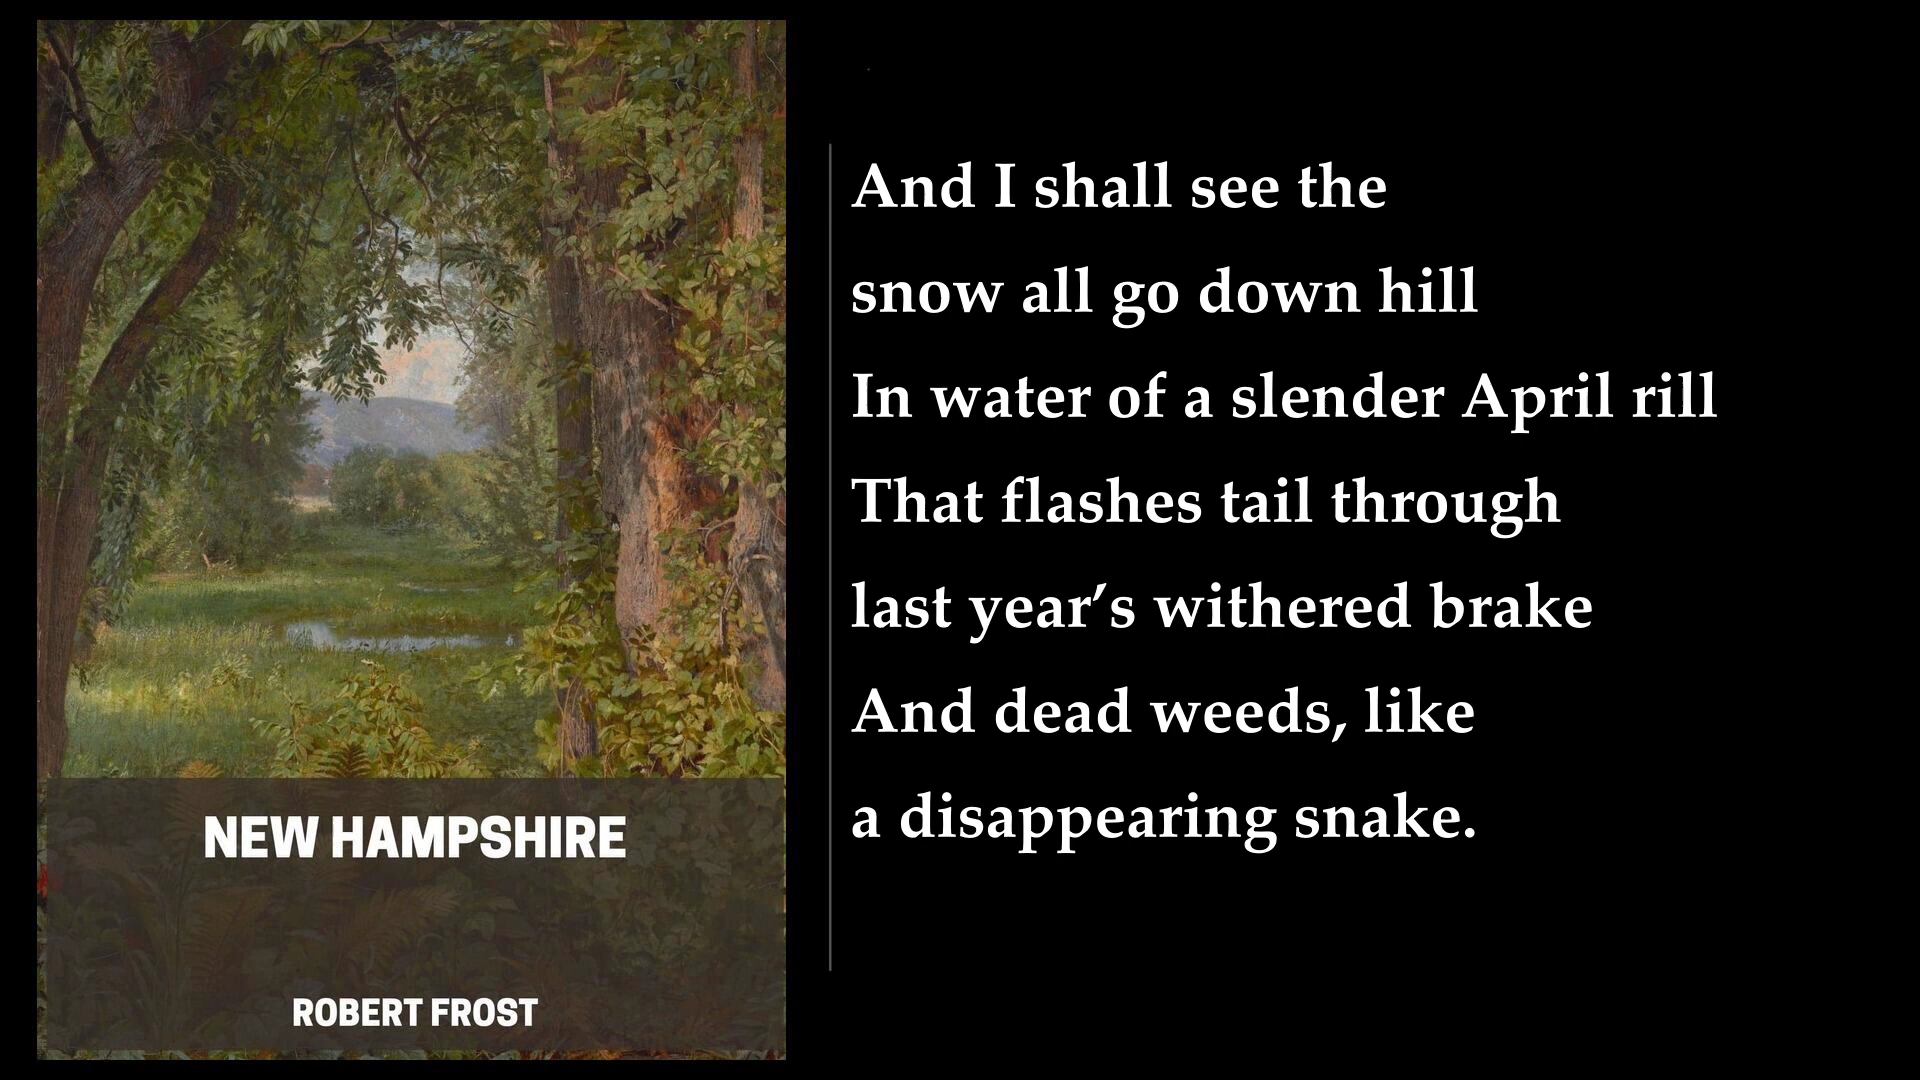 NEW HAMPSHIRE
ROBERT FROST
And I shall see the
snow all go down hill
In water of a slender April rill
That flashes tail through
last year’s withered brake
And dead weeds, like
a disappearing snake.